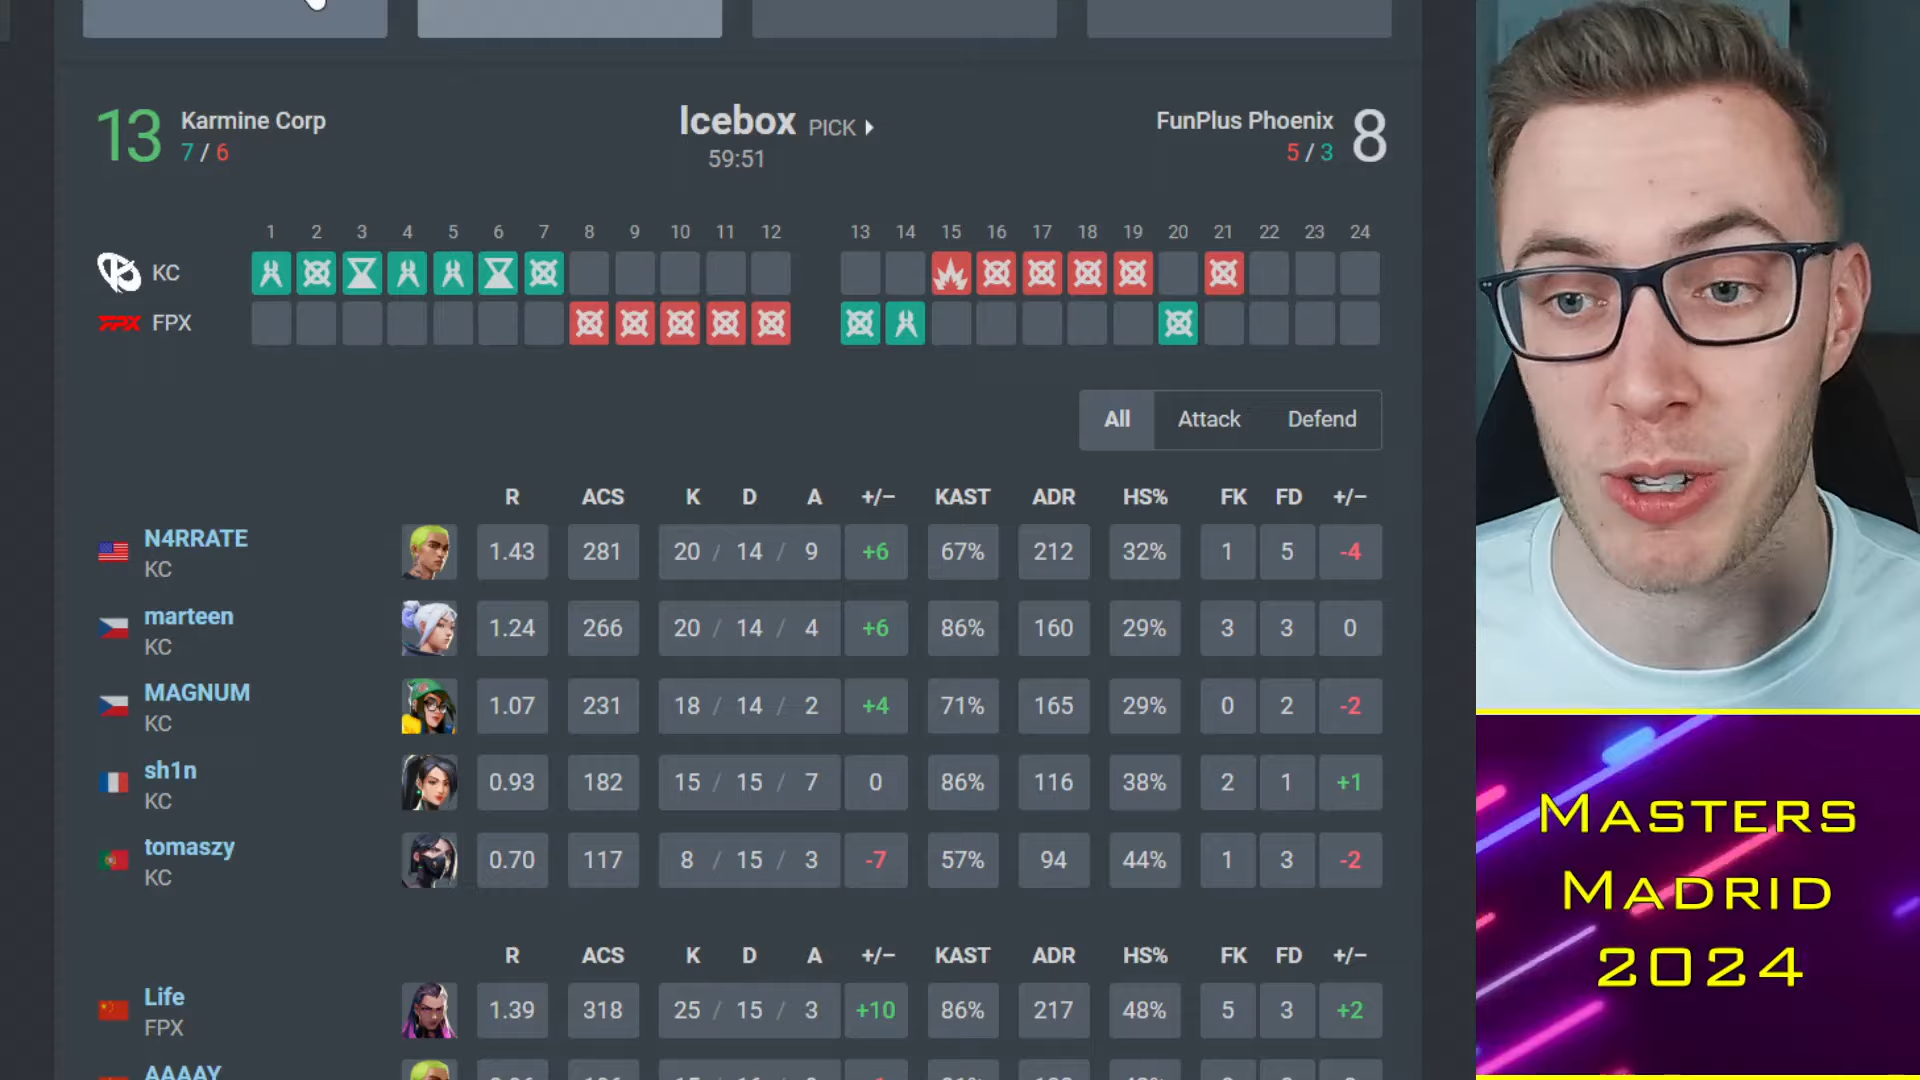 13 Karmine Corp Icebox PICK FunPlus Phoenix 8
7 / 6 59:51 5 / 3
1 2 3 4 5 6 7 8 9 10 11 12 13 14 15 16 17 18 19 20 21 22 23 24
KC
FPX FPX
All Attack Defend
R ACS K D A +/− KAST ADR HS% FK FD +/−
N4RRATE KC 1.43 281 20 / 14 / 9 +6 67% 212 32% 1 5 -4
marteen KC 1.24 266 20 / 14 / 4 +6 86% 160 29% 3 3 0
MAGNUM KC 1.07 231 18 / 14 / 2 +4 71% 165 29% 0 2 -2
sh1n KC 0.93 182 15 / 15 / 7 0 86% 116 38% 2 1 +1
tomaszy KC 0.70 117 8 / 15 / 3 -7 57% 94 44% 1 3 -2
R ACS K D A +/− KAST ADR HS% FK FD +/−
Life FPX 1.39 318 25 / 15 / 3 +10 86% 217 48% 5 3 +2
AAAAY
MASTERS
MADRID
2024